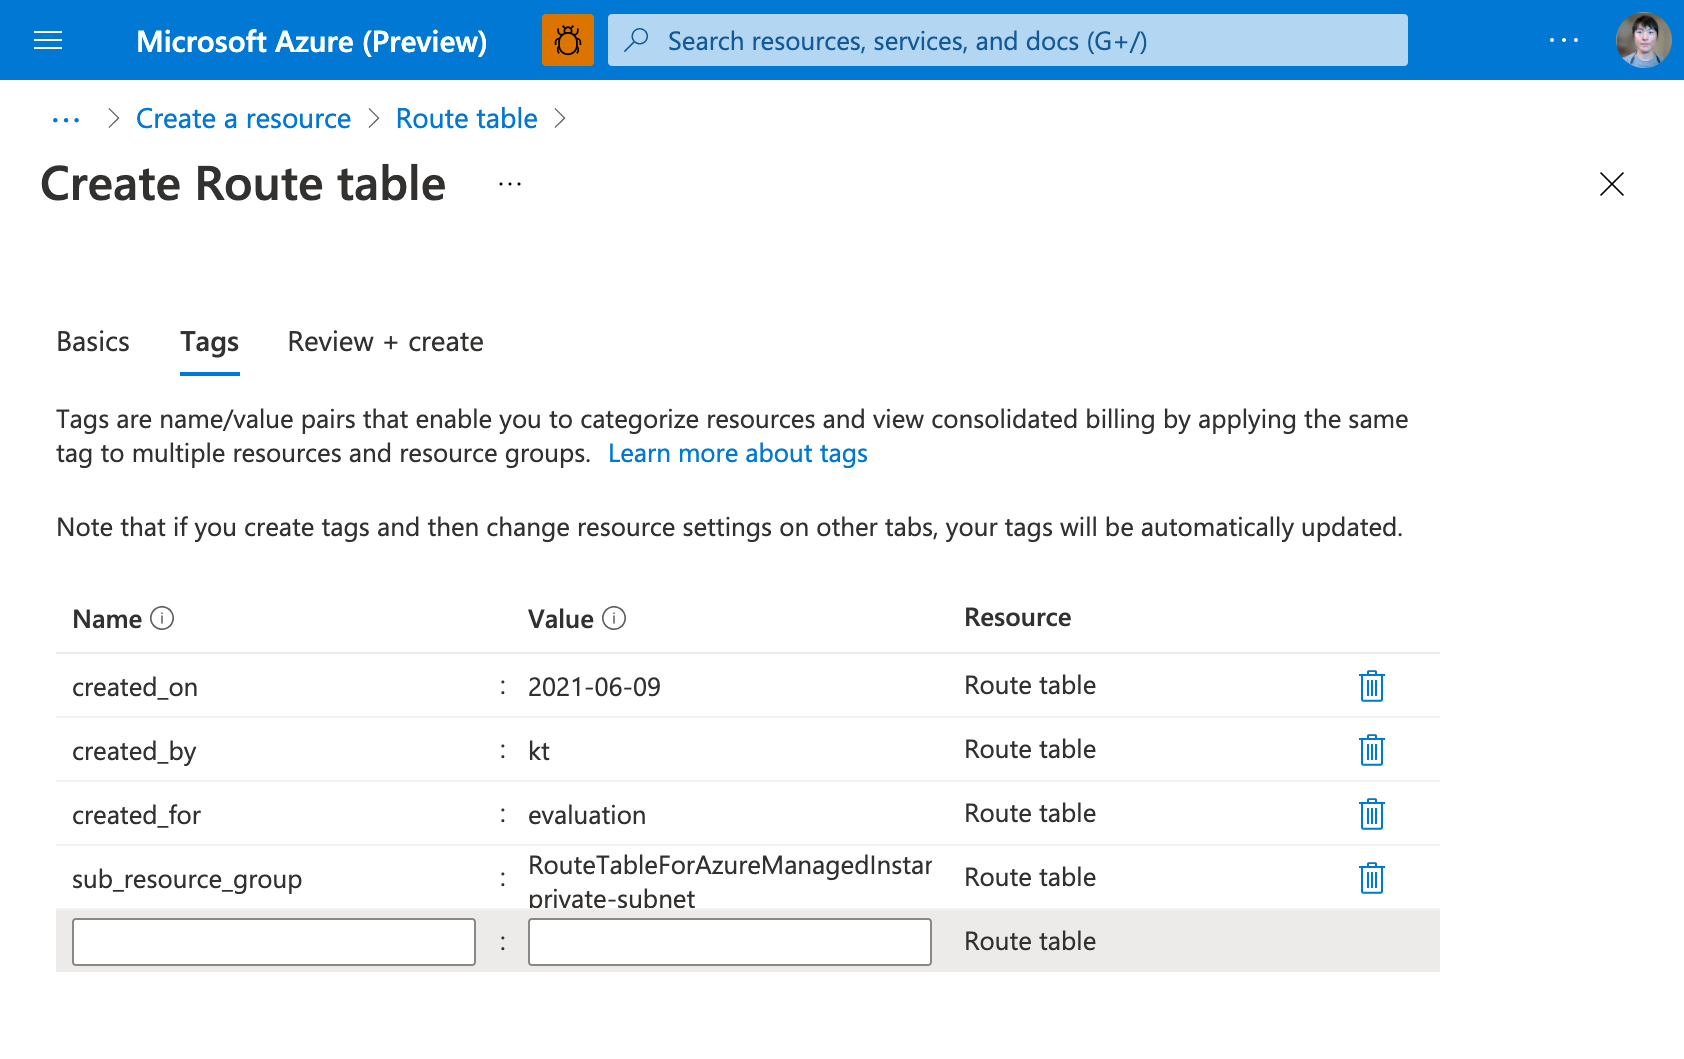 Microsoft Azure (Preview)
Search resources, services, and docs (G+/)
Create a resource > Route table >
Create Route table
Basics Tags Review + create
Tags are name/value pairs that enable you to categorize resources and view consolidated billing by applying the same
tag to multiple resources and resource groups. Learn more about tags
Note that if you create tags and then change resource settings on other tabs, your tags will be automatically updated.
Name Value Resource
created_on : 2021-06-09 Route table
created_by : kt Route table
created_for : evaluation Route table
sub_resource_group : RouteTableForAzureManagedInstan
private-subnet Route table
: Route table